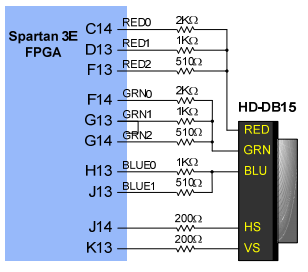 Spartan 3E
FPGA
C14 RED0 2KΩ
D13 RED1 1KΩ
F13 RED2 510Ω
F14 GRN0 2KΩ
G13 GRN1 1KΩ
G14 GRN2 510Ω
H13 BLUE0 1KΩ
J13 BLUE1 510Ω
J14 200Ω
K13 200Ω
HD-DB15
RED
GRN
BLU
HS
VS